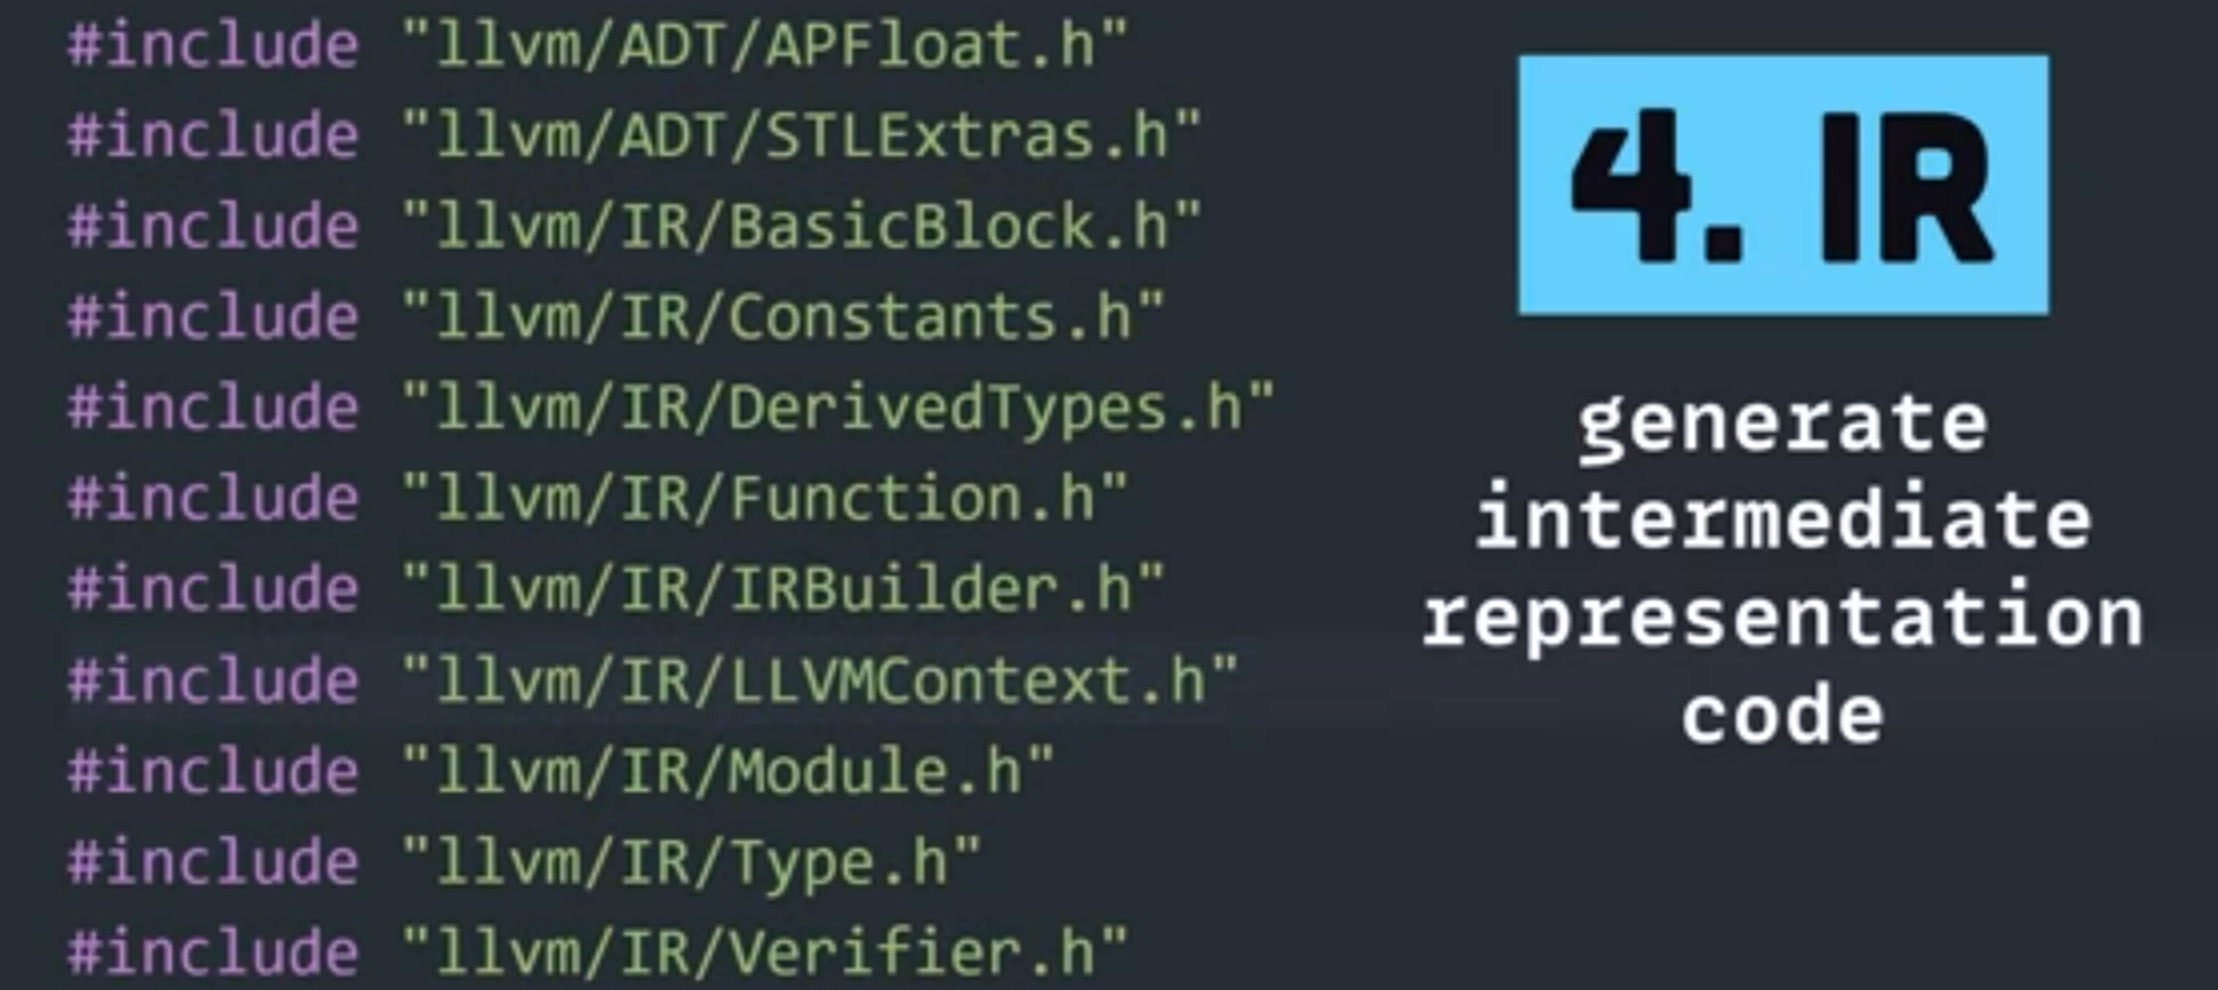 #include "llvm/ADT/APFloat.h"
#include "llvm/ADT/STLExtras.h"
#include "llvm/IR/BasicBlock.h"
#include "llvm/IR/Constants.h"
#include "llvm/IR/DerivedTypes.h"
#include "llvm/IR/Function.h"
#include "llvm/IR/IRBuilder.h"
#include "llvm/IR/LLVMContext.h"
#include "llvm/IR/Module.h"
#include "llvm/IR/Type.h"
#include "llvm/IR/Verifier.h"
4. IR
generate
intermediate
representation
code